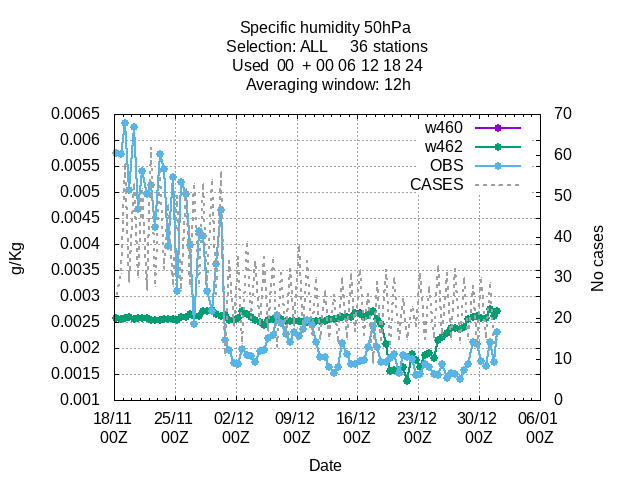 Specific humidity 50hPa
Selection: ALL     36 stations
Used  00  + 00 06 12 18 24
Averaging window: 12h
0.0065
0.006
0.0055
0.005
0.0045
0.004
0.0035
0.003
0.0025
0.002
0.0015
0.001
g/Kg
w460
w462
OBS
CASES
70
60
50
40
30
20
10
0
No cases
18/11 25/11 02/12 09/12 16/12 23/12 30/12 06/01
00Z 00Z 00Z 00Z 00Z 00Z 00Z 00Z
Date